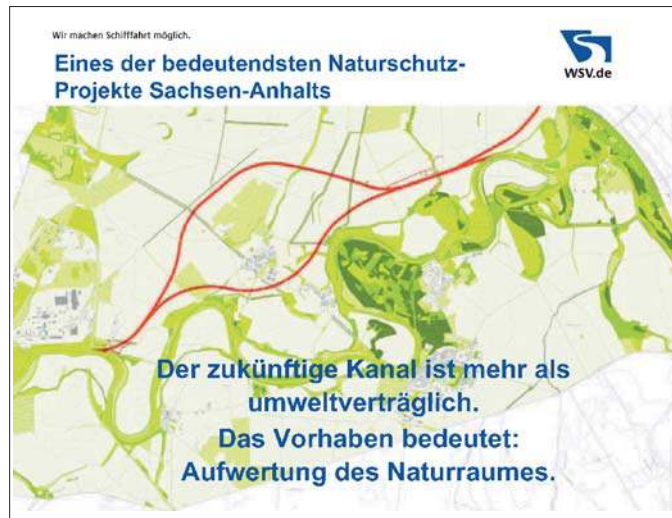 Wir machen Schifffahrt möglich.
Eines der bedeutendsten Naturschutz-
Projekte Sachsen-Anhalts
WSV.de
Der zukünftige Kanal ist mehr als
umweltverträglich.
Das Vorhaben bedeutet:
Aufwertung des Naturraumes.